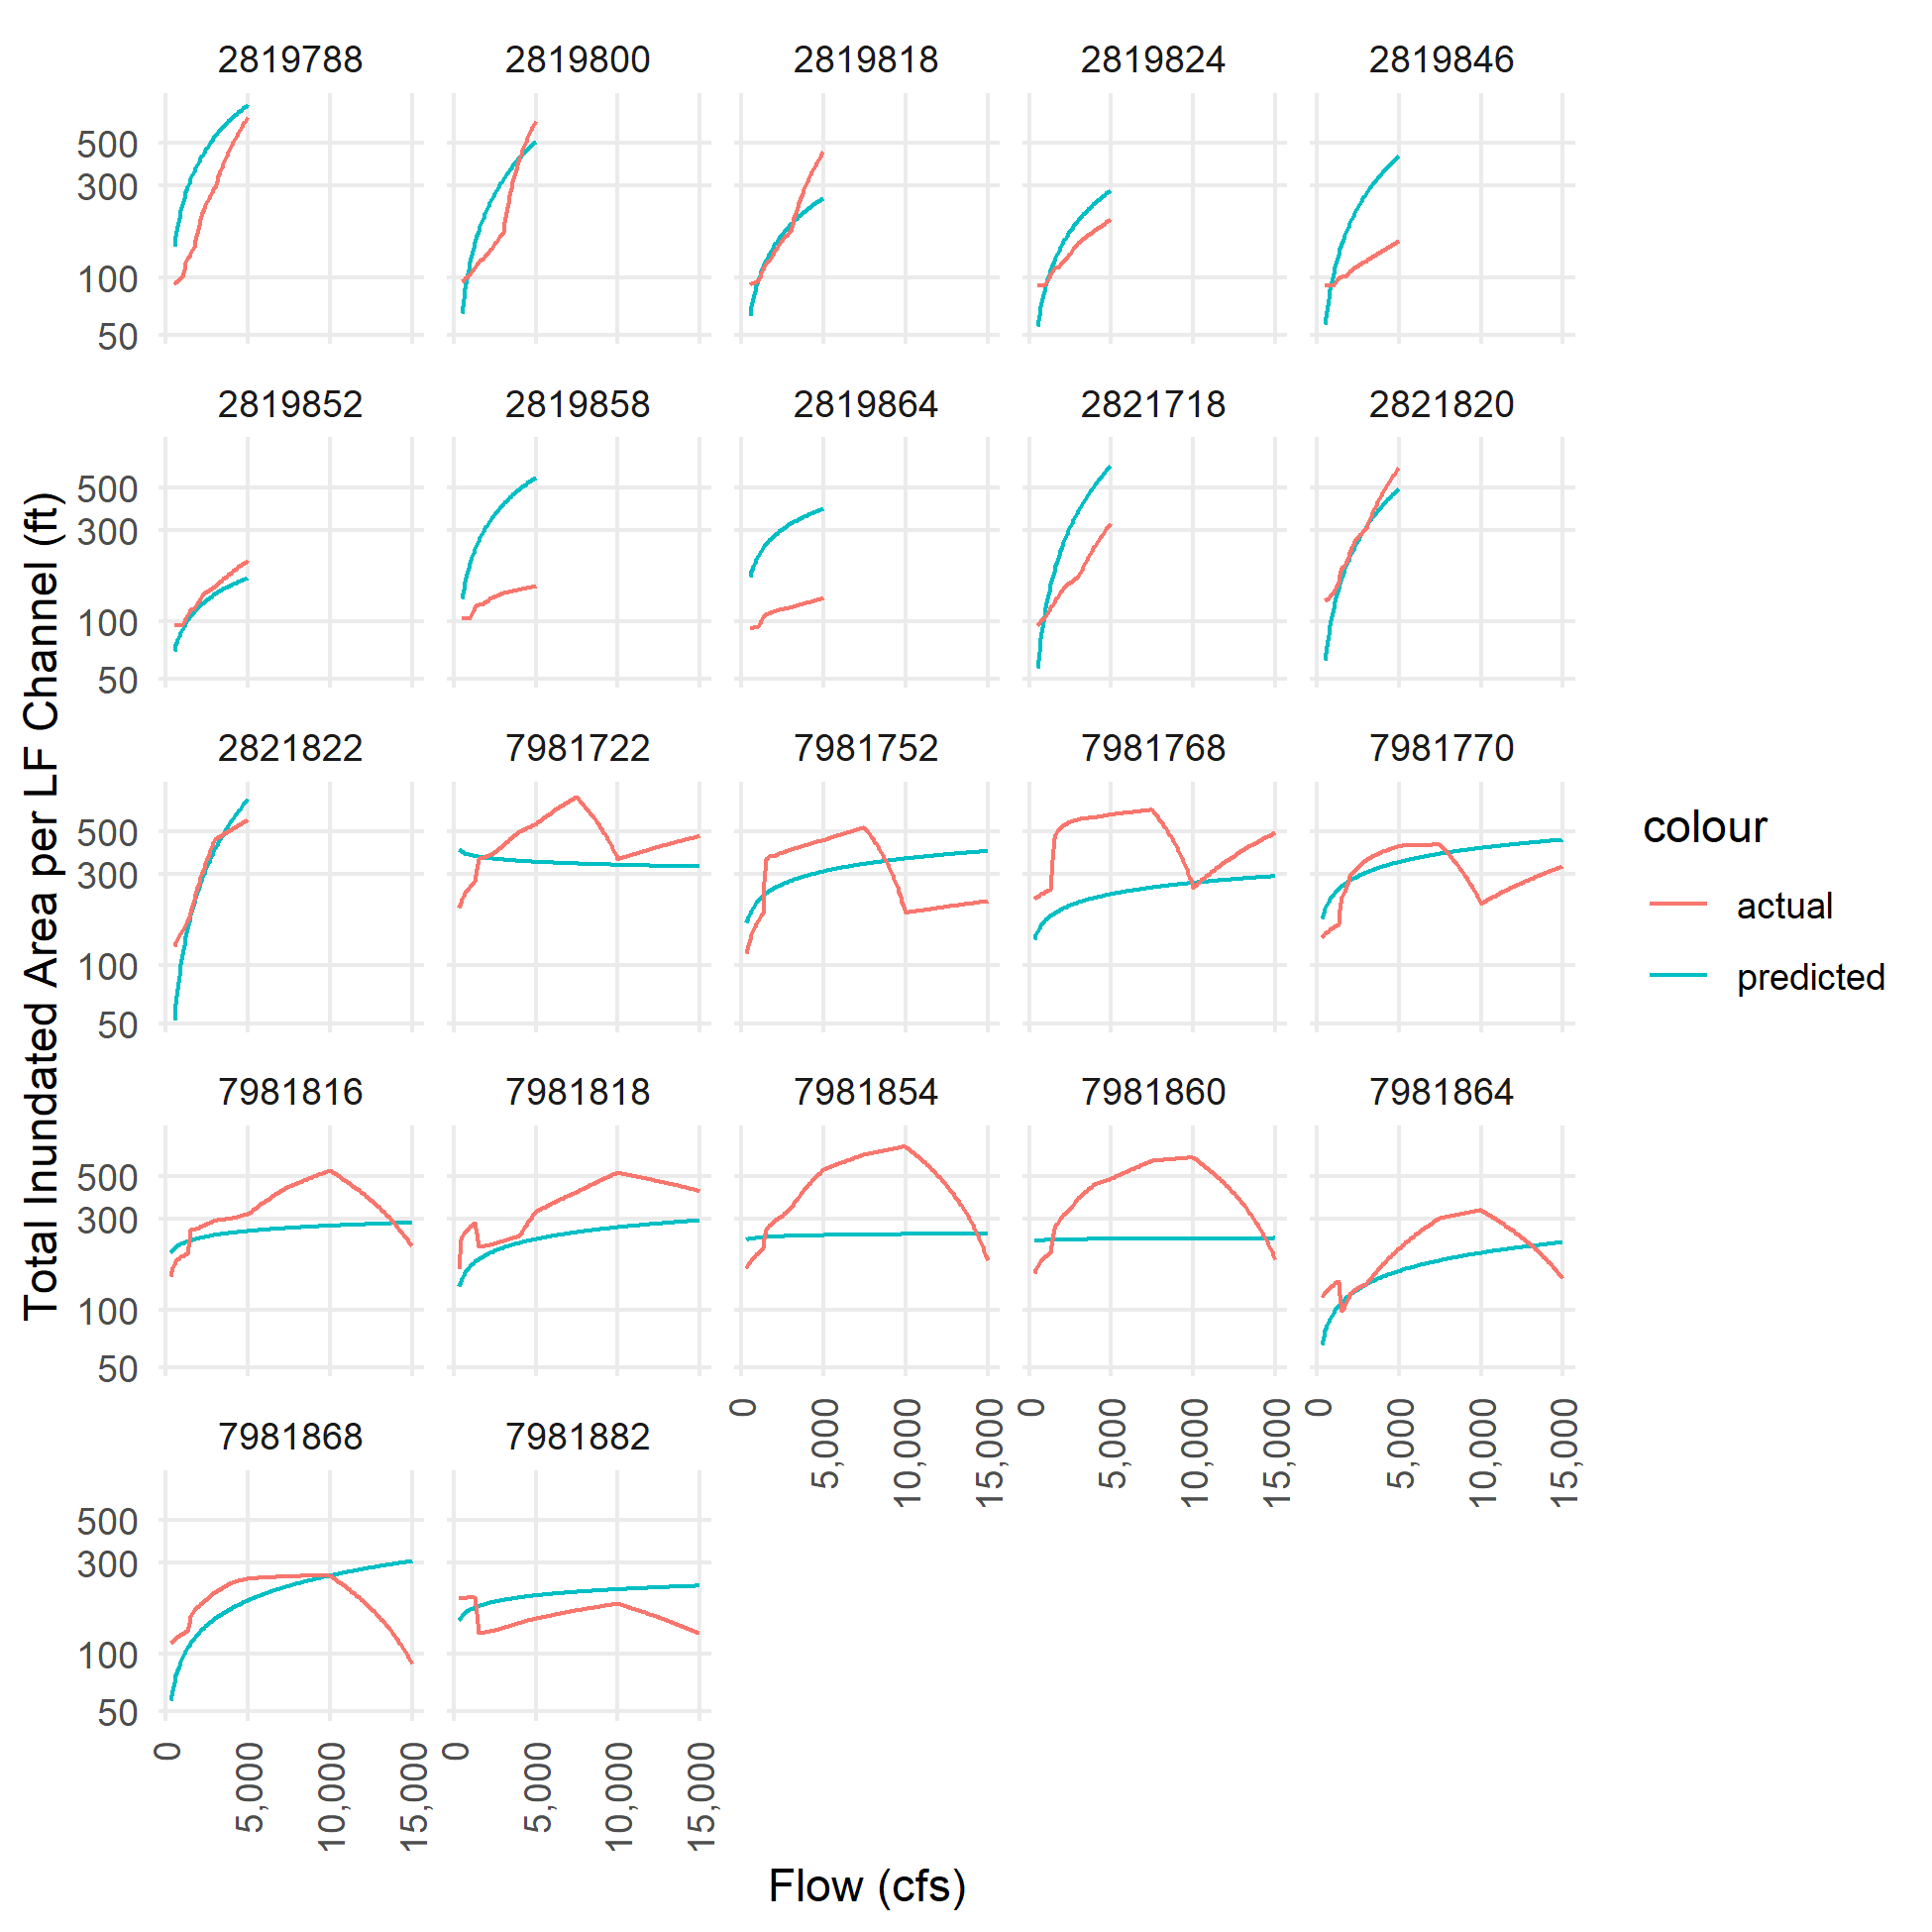 2819788 2819800 2819818 2819824 2819846
500
300
100
50
2819852 2819858 2819864 2821718 2821820
500
300
100
50
2821822 7981722 7981752 7981768 7981770
500
300
100
50
7981816 7981818 7981854 7981860 7981864
500
300
100
50
0 5,000 10,000 15,000 0 5,000 10,000 15,000 0 5,000 10,000 15,000
7981868 7981882
500
300
100
50
0 5,000 10,000 15,000 0 5,000 10,000 15,000
Flow (cfs)
Total Inundated Area per LF Channel (ft)
colour
actual
predicted